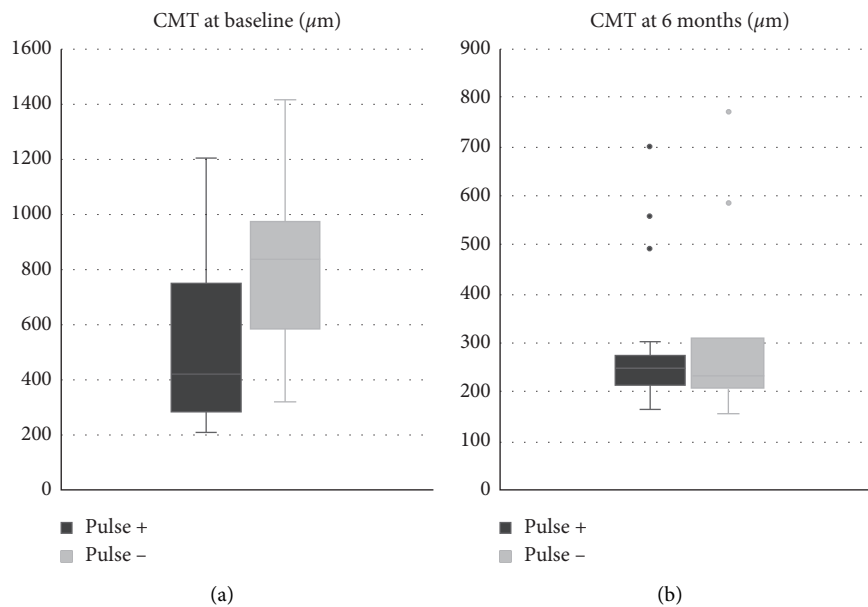 CMT at baseline (μm)
1600
1400
1200
1000
800
600
400
200
0
Pulse +
Pulse –
(a)
CMT at 6 months (μm)
900
800
700
600
500
400
300
200
100
0
Pulse +
Pulse –
(b)